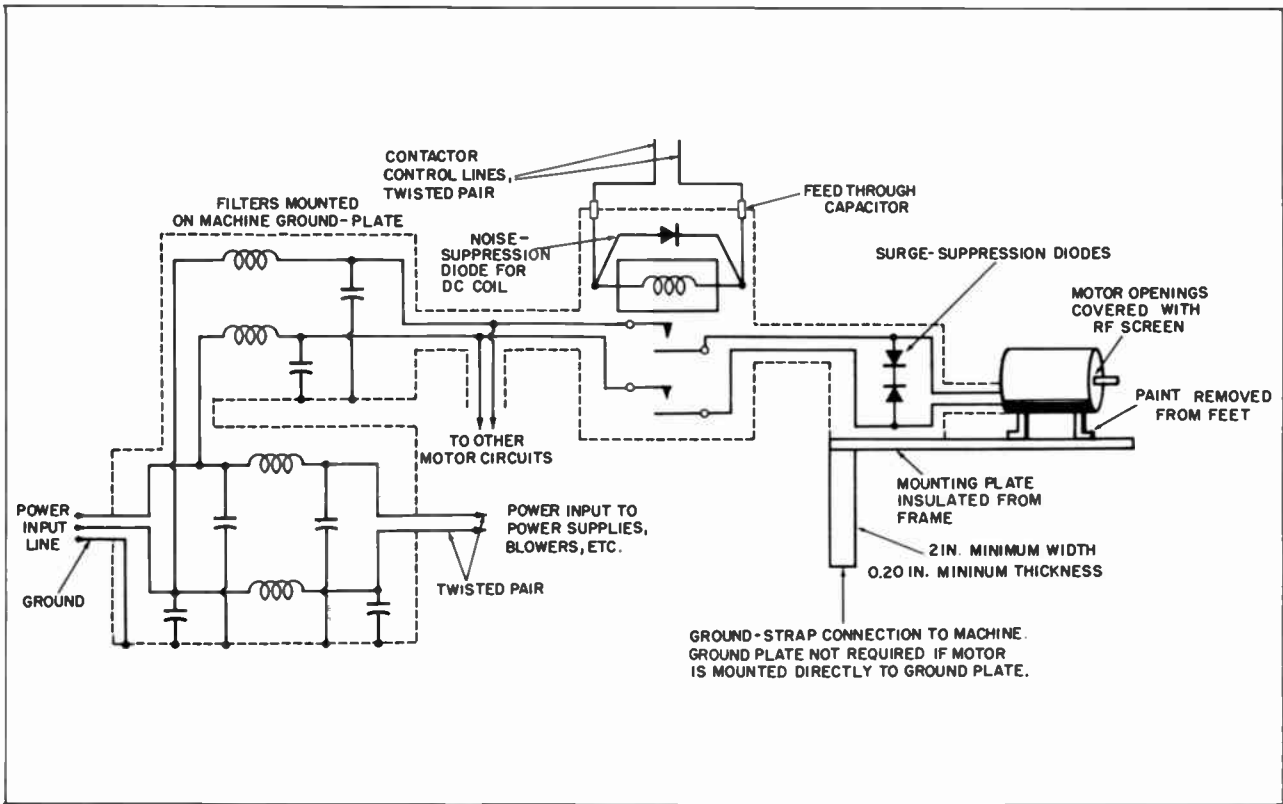 CONTACTOR
CONTROL LINES,
TWISTED PAIR
FILTERS MOUNTED
ON MACHINE GROUND-PLATE
FEED THROUGH
CAPACITOR
NOISE-
SUPPRESSION
DIODE FOR
DC COIL
SURGE-SUPPRESSION DIODES
MOTOR OPENINGS
COVERED WITH
RF SCREEN
PAINT REMOVED
FROM FEET
TO OTHER
MOTOR CIRCUITS
MOUNTING PLATE
INSULATED FROM
FRAME
POWER
INPUT
LINE
POWER INPUT TO
POWER SUPPLIES,
BLOWERS, ETC.
2 IN. MINIMUM WIDTH
0.20 IN. MININUM THICKNESS
TWISTED PAIR
GROUND
GROUND-STRAP CONNECTION TO MACHINE.
GROUND PLATE NOT REQUIRED IF MOTOR
IS MOUNTED DIRECTLY TO GROUND PLATE.